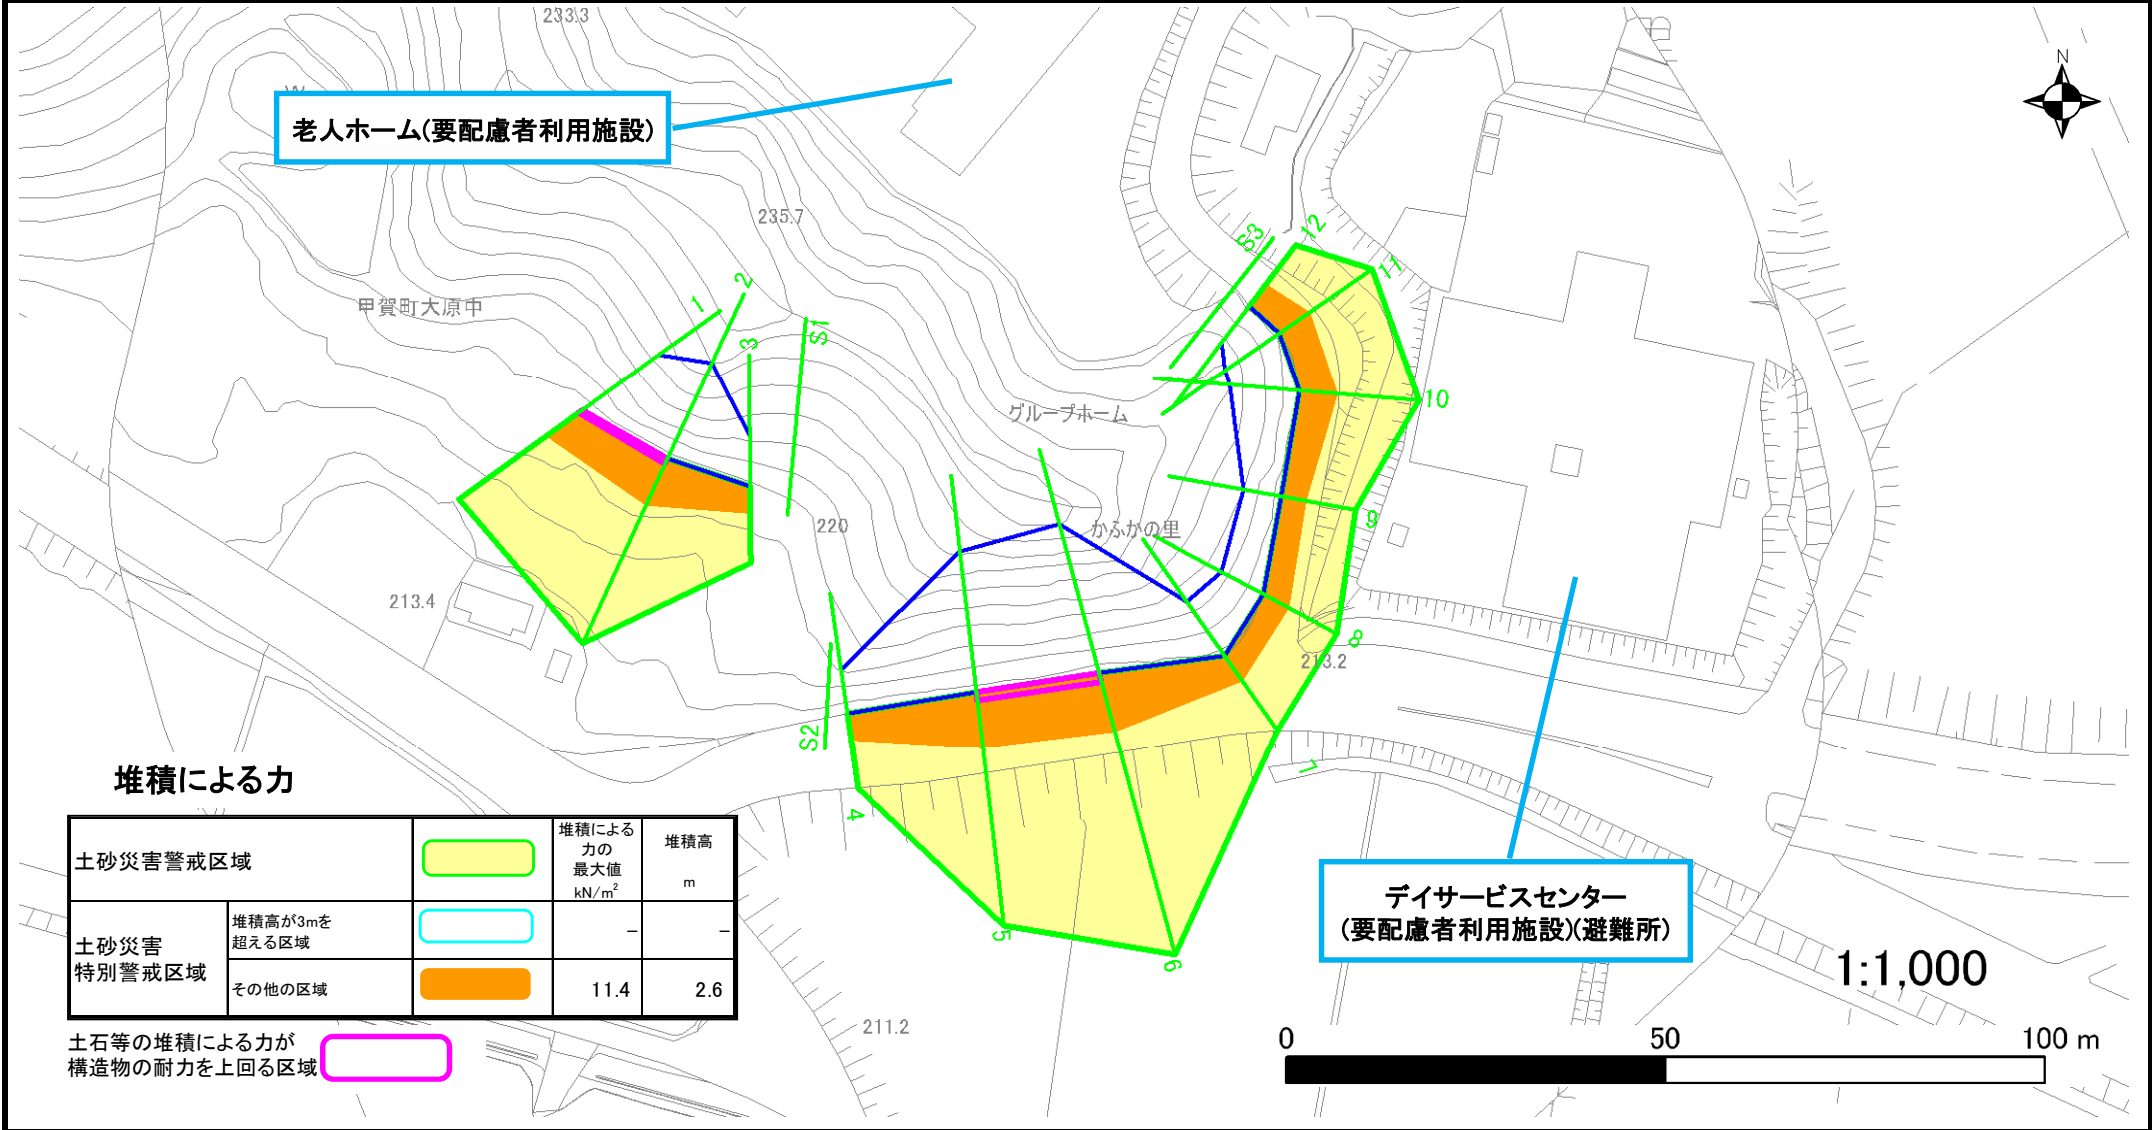 233.3
N
W
老人ホーム(要配慮者利用施設)
235.7
甲賀町大原中
1
2
3
S1
S3
12
11
10
グループホーム
かふかの里
9
220
213.4
8
213.2
S2
7
4
5
6
堆積による力
土砂災害警戒区域
堆積による
力の
最大値
kN/m²
堆積高
m
土砂災害
特別警戒区域
堆積高が3mを
超える区域
－
－
その他の区域
11.4
2.6
土石等の堆積による力が
構造物の耐力を上回る区域
211.2
デイサービスセンター
(要配慮者利用施設)(避難所)
1:1,000
0
50
100 m